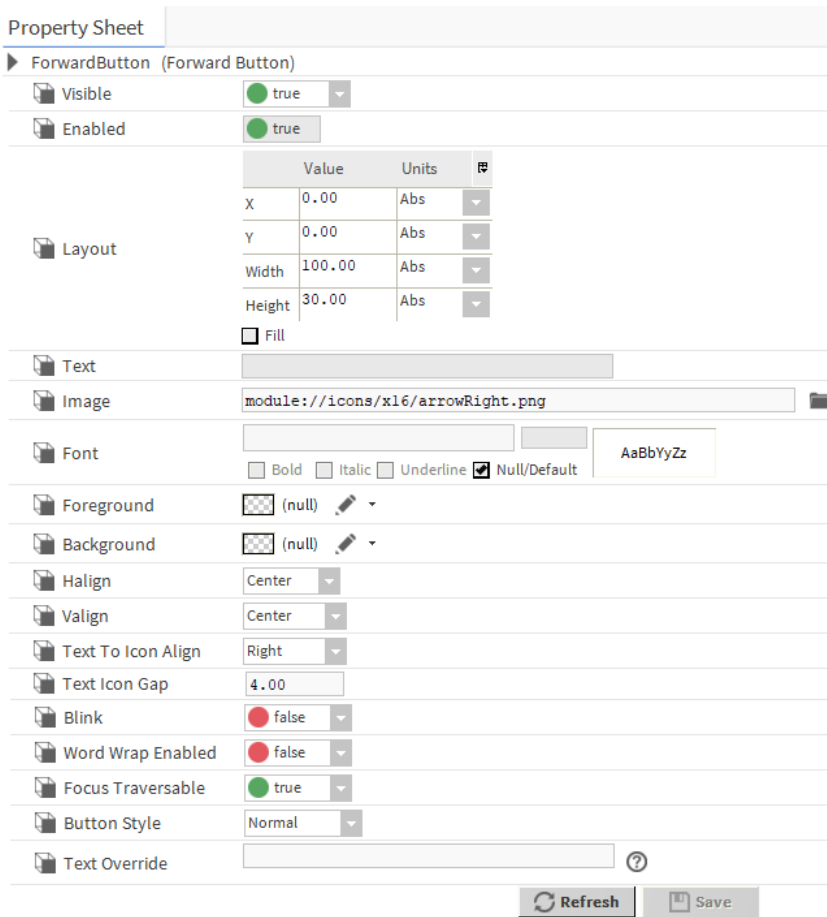 Property Sheet
ForwardButton (Forward Button)
Visible true
Enabled true
Value Units
X 0.00 Abs
Y 0.00 Abs
Layout
Width 100.00 Abs
Height 30.00 Abs
Fill
Text
Image module://icons/x16/arrowRight.png
Font AaBbYyZz
Bold Italic Underline Null/Default
Foreground (null)
Background (null)
Halign Center
Valign Center
Text To Icon Align Right
Text Icon Gap 4.00
Blink false
Word Wrap Enabled false
Focus Traversable true
Button Style Normal
Text Override ?
Refresh Save